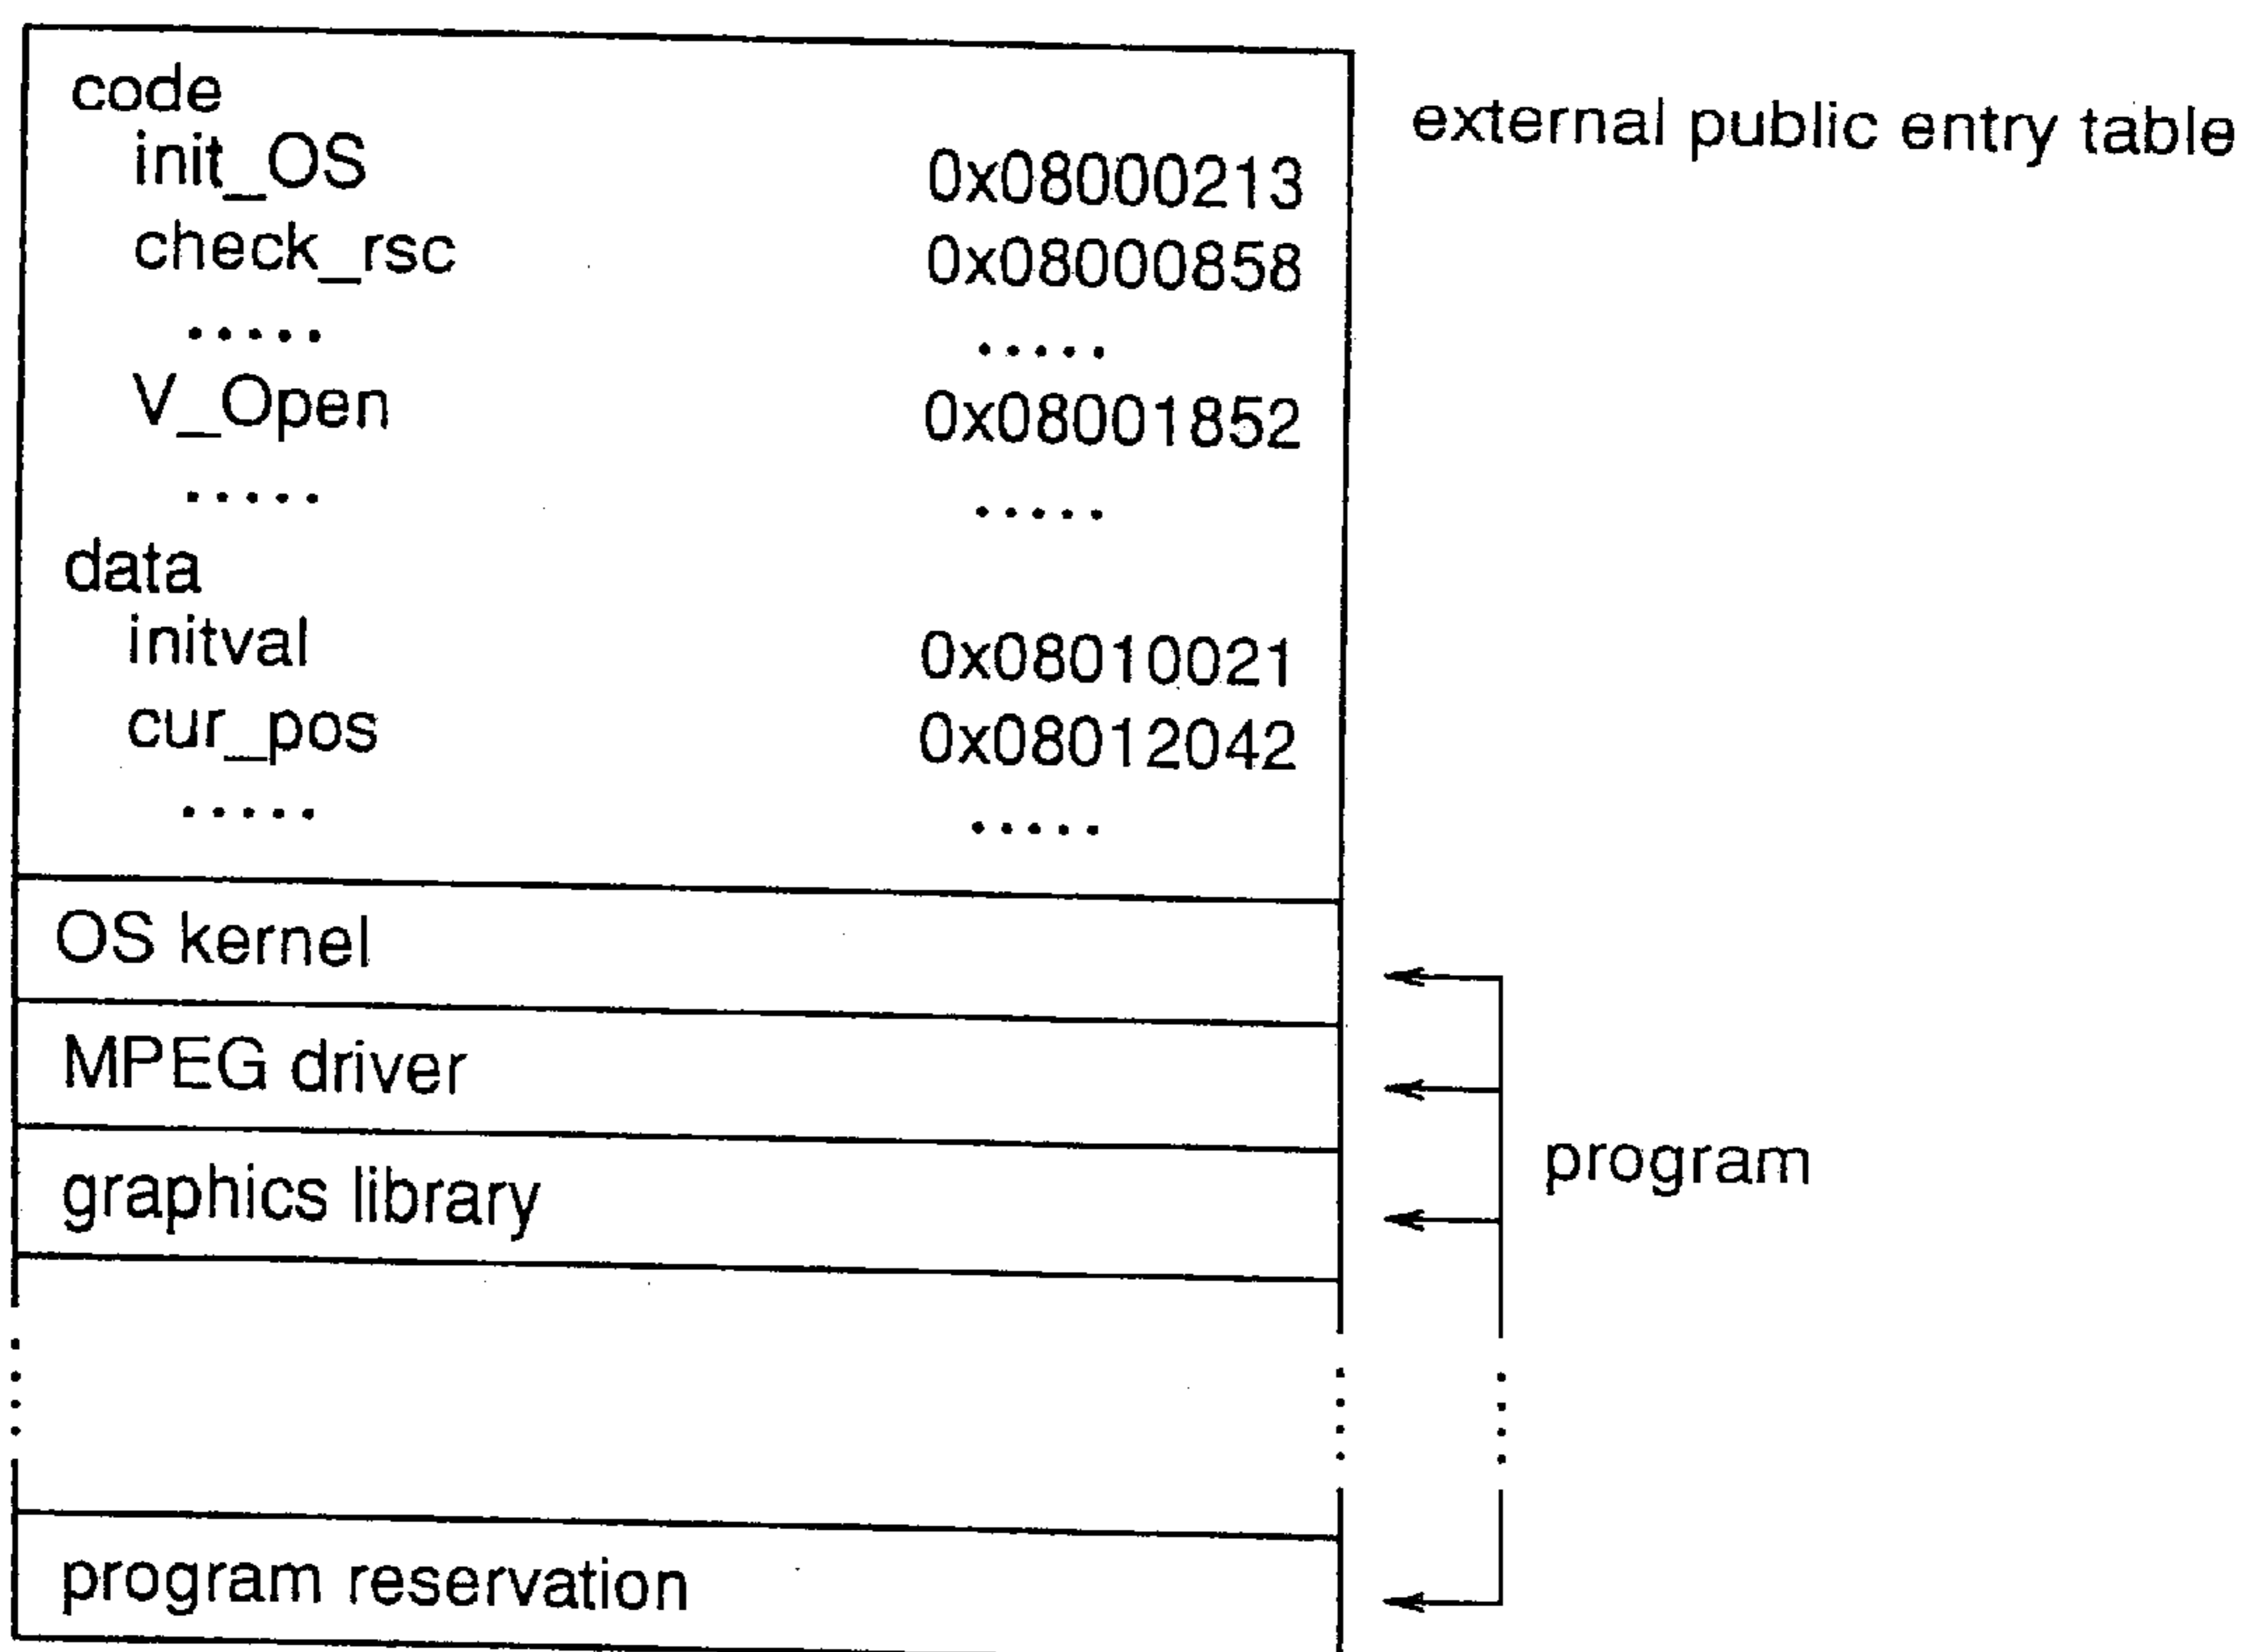 code
external public entry table
init_OS 0x08000213
check_rsc 0x08000858
..... .....
V_Open 0x08001852
..... .....
data
initval 0x08010021
cur_pos 0x08012042
..... .....
OS kernel
MPEG driver
program
graphics library
program reservation